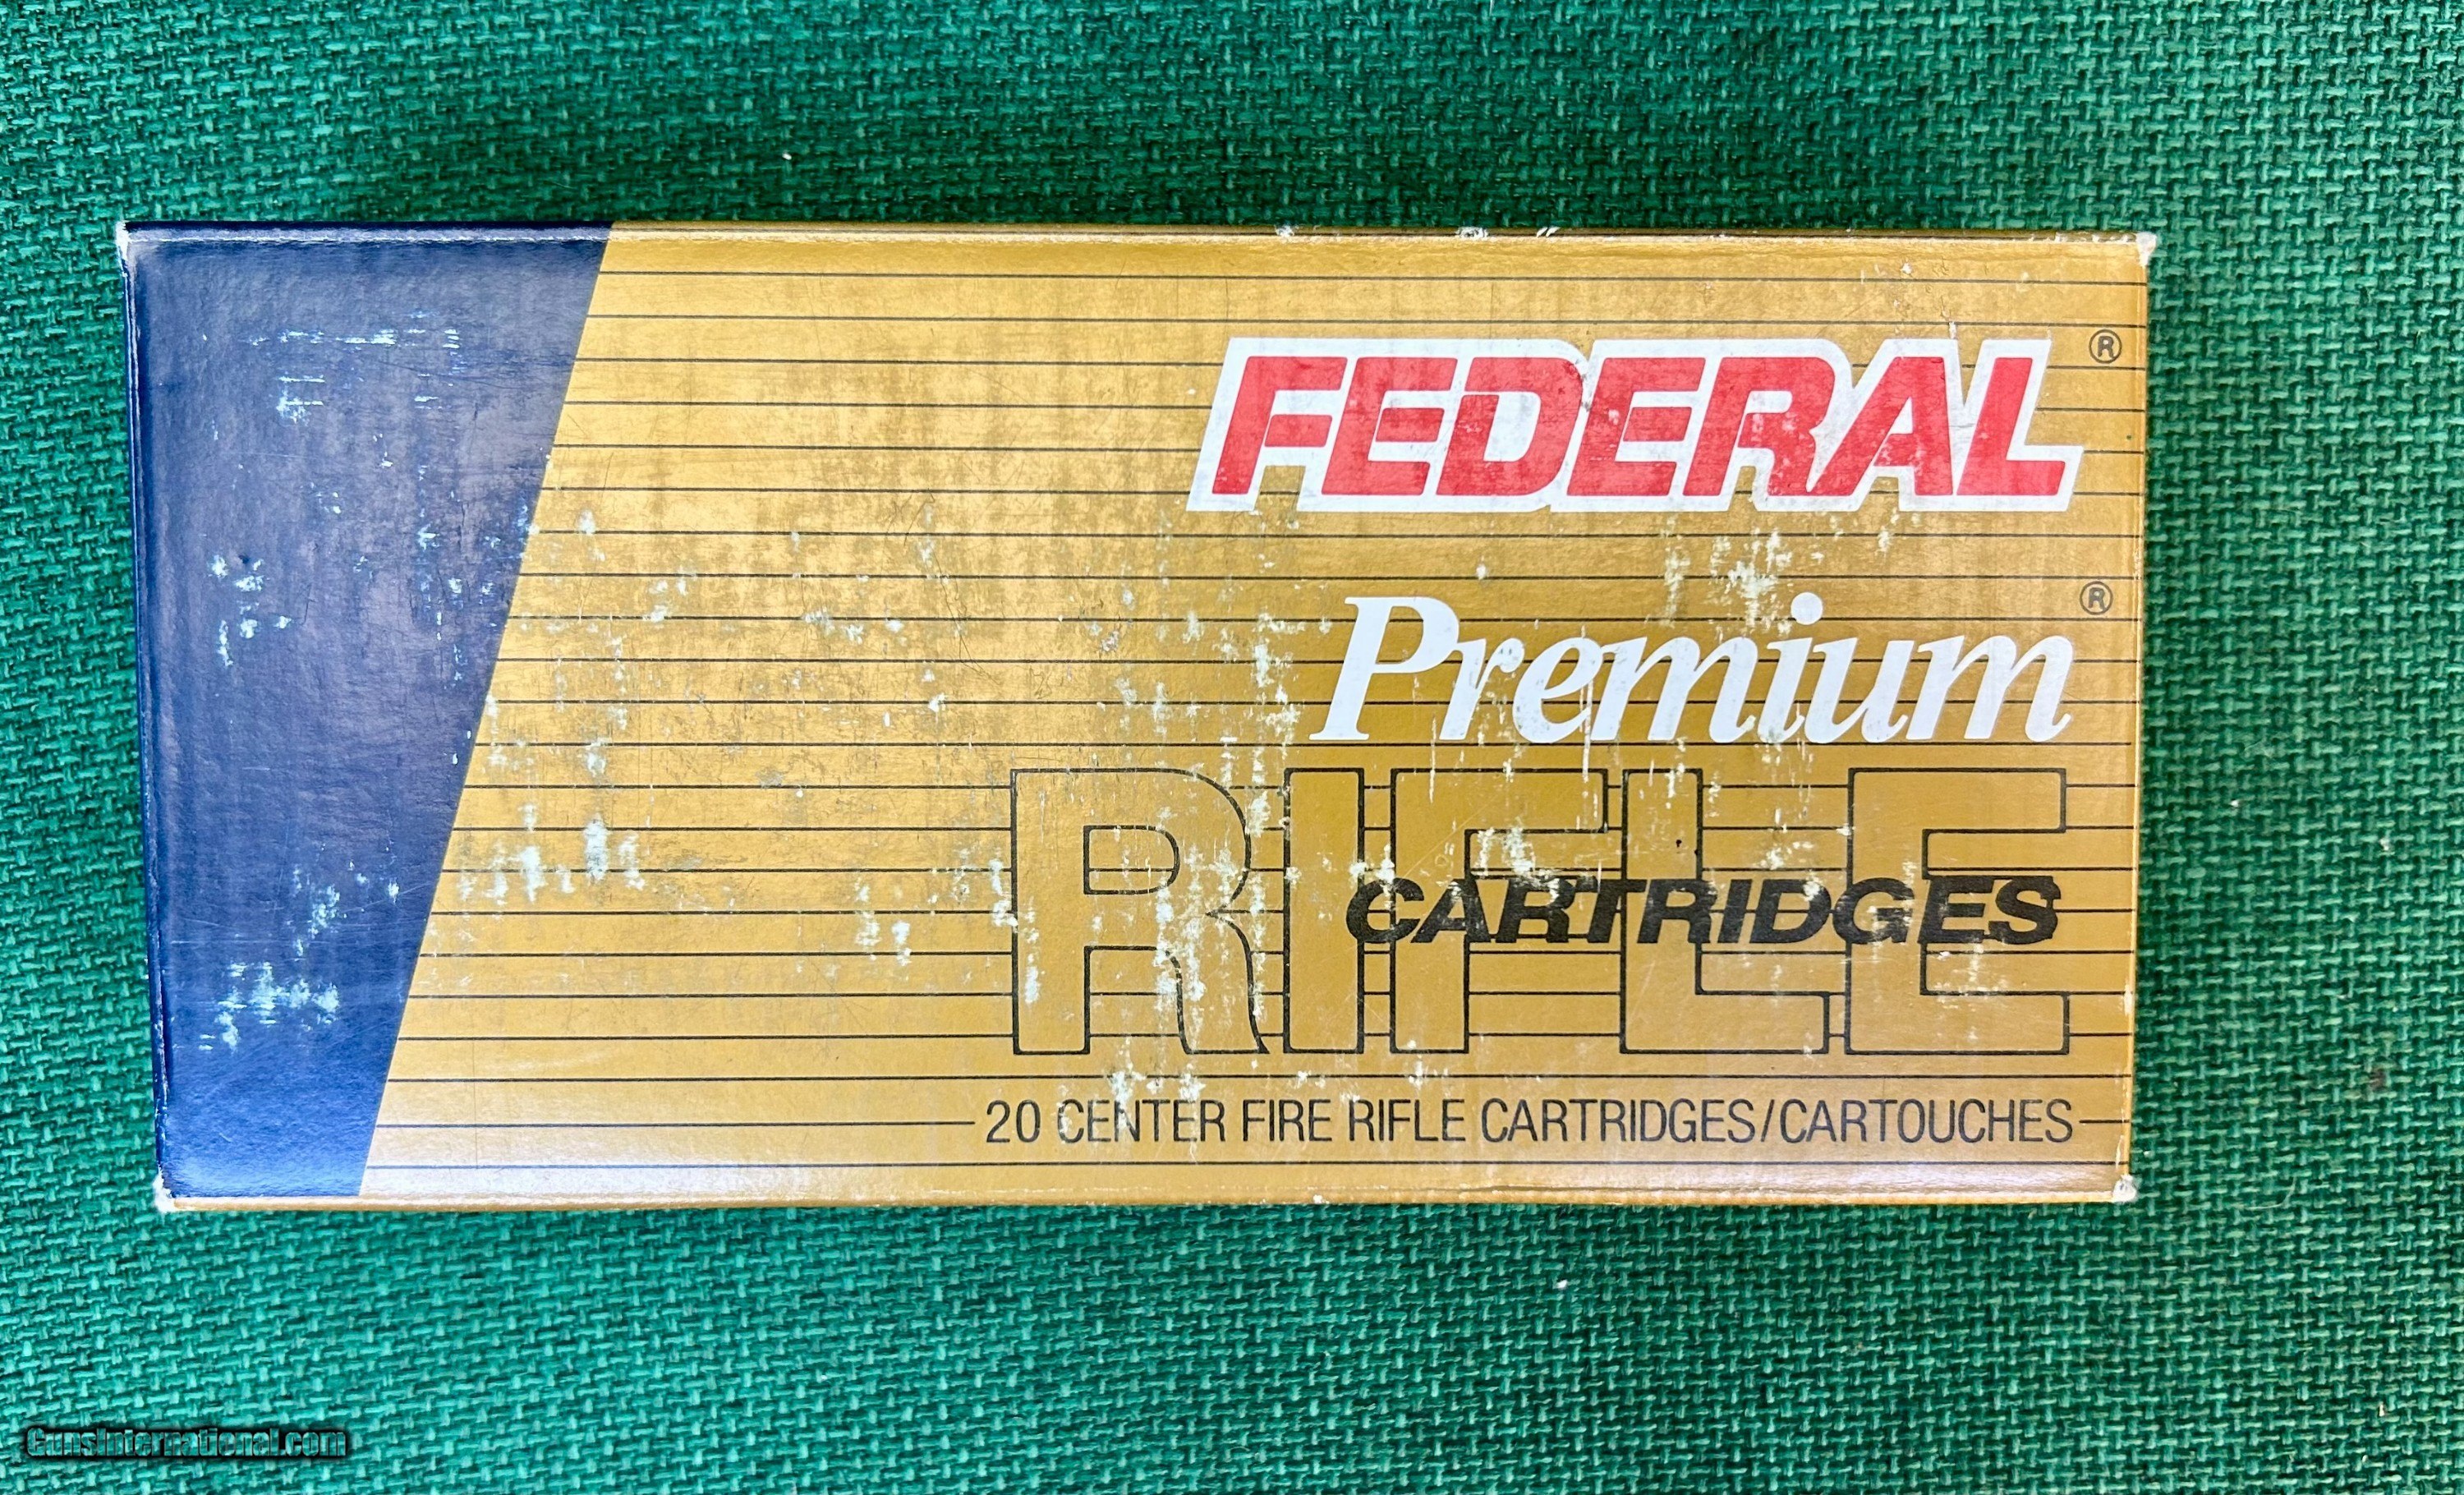 FEDERAL®
Premium®
RIFLE
CARTRIDGES
20 CENTER FIRE RIFLE CARTRIDGES/CARTOUCHES
GunsInternational.com